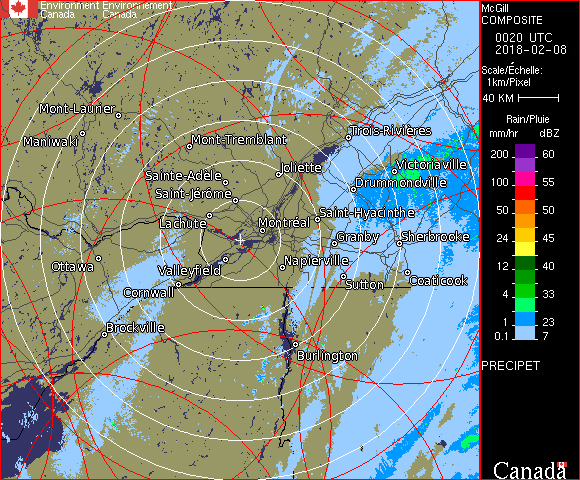 Environment Environnement
Canada Canada
McGill
COMPOSITE
0020 UTC
2018-02-08
Scale/Échelle:
1km/Pixel
40 KM
Rain/Pluie
mm/hr dBZ
200 60
100 55
50 50
24 45
12 40
4 33
1 23
0.1 7
PRECIPET
Canada
Mont-Laurier
Maniwaki
Mont-Tremblant
Trois-Rivières
Joliette
Victoriaville
Sainte-Adèle
Drummondville
Saint-Jérôme
Saint-Hyacinthe
Lachute
Montréal
Granby
Sherbrooke
Ottawa
Valleyfield
Napierville
Cornwall
Sutton
Coaticook
Brockville
Burlington